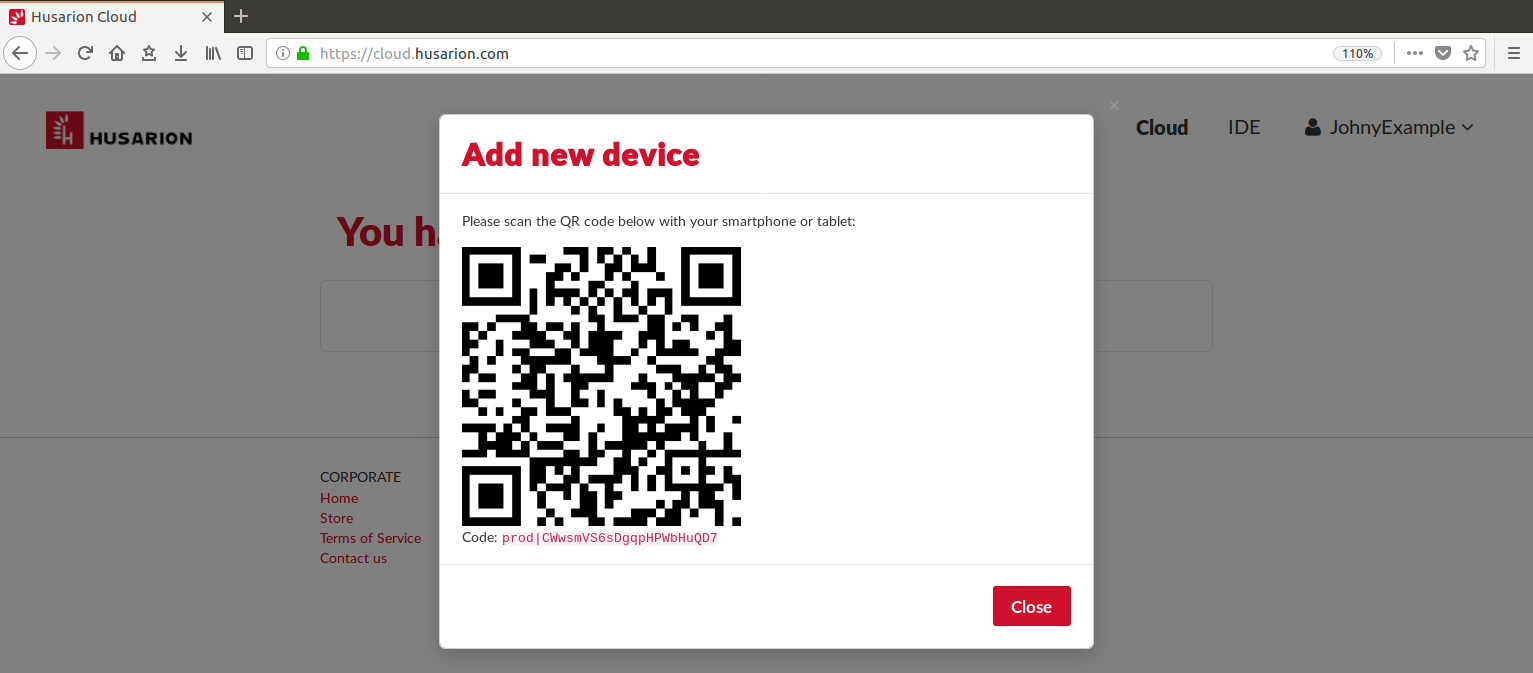 Husarion Cloud
https://cloud.husarion.com
110%
HUSARION
Cloud IDE JohnyExample
Add new device
You ha
Please scan the QR code below with your smartphone or tablet:
Code: prod|CWwsmVS6sDgqpHPWbHuQD7
CORPORATE
Home
Store
Terms of Service
Contact us
Close